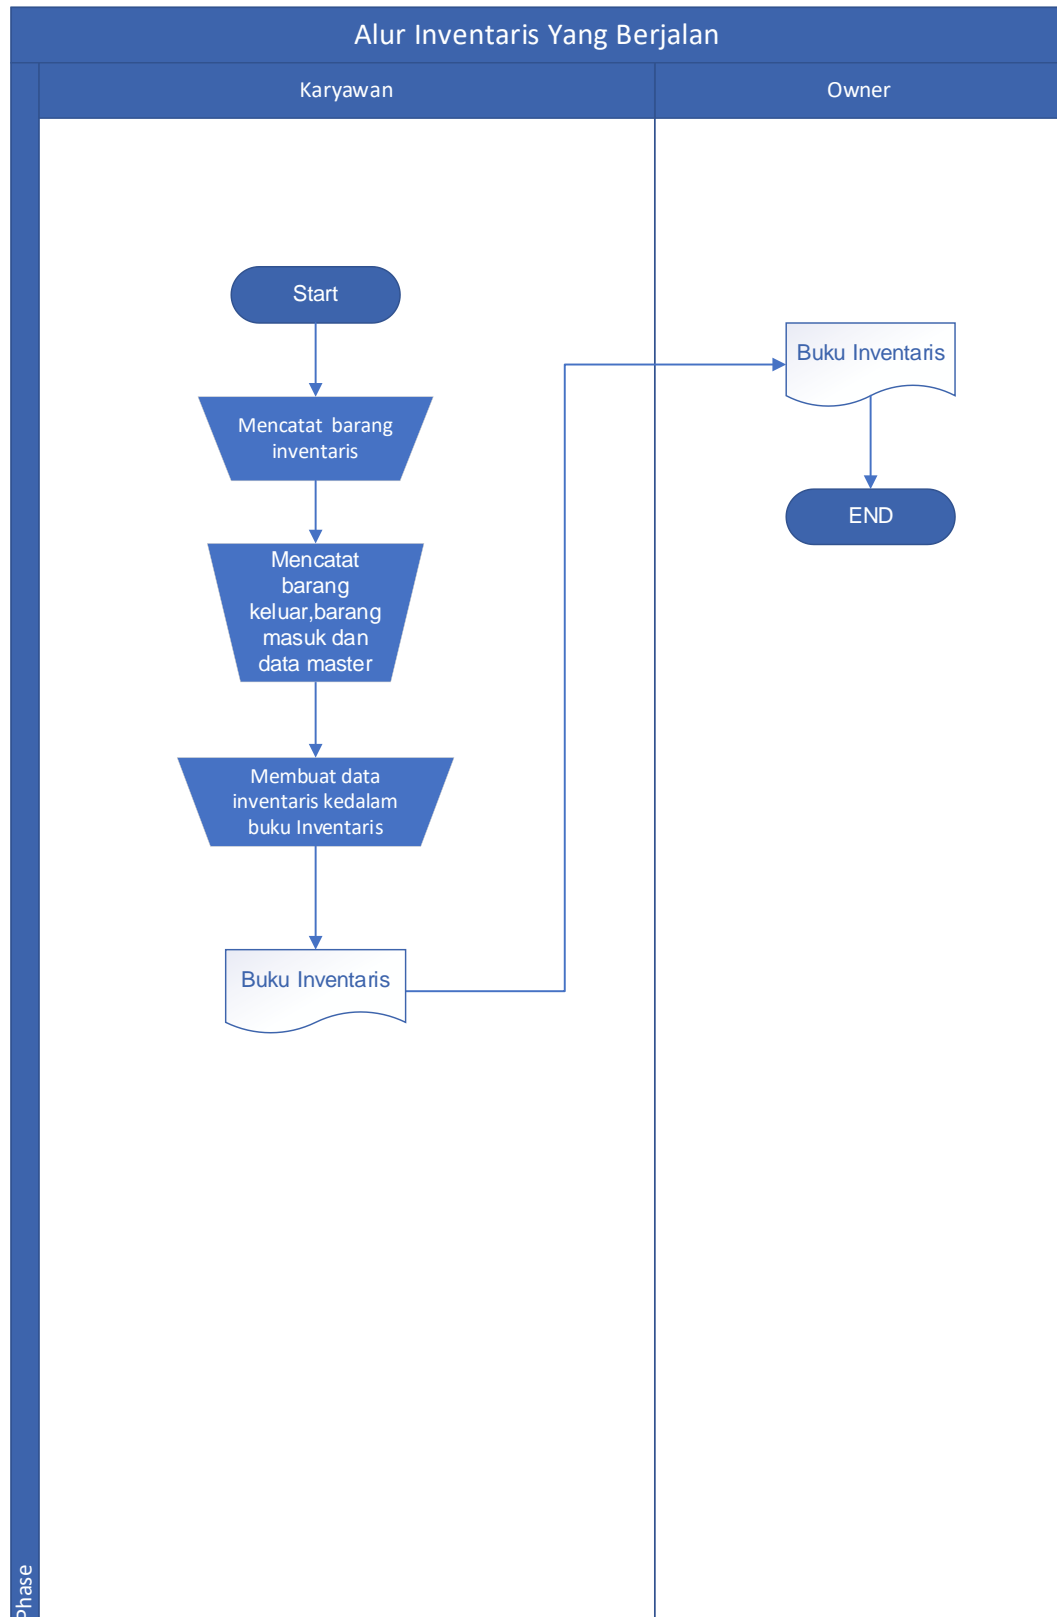 Alur Inventaris Yang Berjalan
Karyawan
Owner
Start
Mencatat barang
inventaris
Mencatat
barang
keluar,barang
masuk dan
data master
Membuat data
inventaris kedalam
buku Inventaris
Buku Inventaris
Buku Inventaris
END
Phase